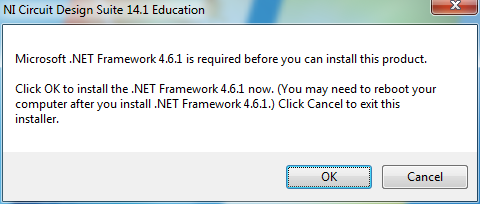 NI Circuit Design Suite 14.1 Education
Microsoft .NET Framework 4.6.1 is required before you can install this product.
Click OK to install the .NET Framework 4.6.1 now. (You may need to reboot your
computer after you install .NET Framework 4.6.1.) Click Cancel to exit this
installer.
OK
Cancel